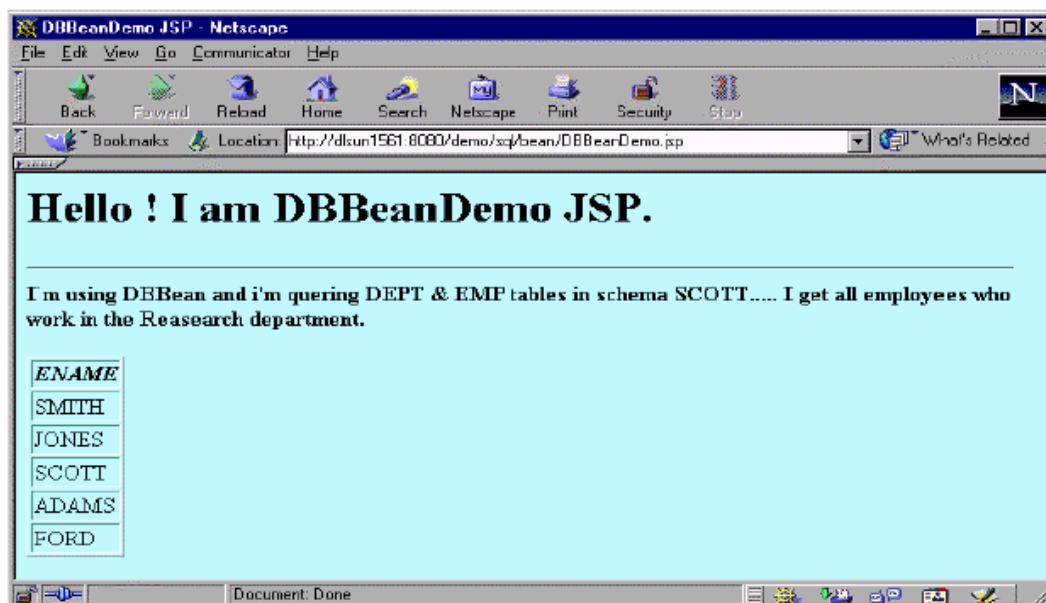 DBBeanDemo JSP - Netscape
File Edit View Go Communicator Help
Back Forward Reload Home Search Netscape Print Security Stop
Bookmarks Location: http://dlsun1561:8080/demo/sql/bean/DBBeanDemo.jsp What's Related
Hello ! I am DBBeanDemo JSP.
I'm using DBBean and i'm quering DEPT & EMP tables in schema SCOTT..... I get all employees who
work in the Reasearch department.
ENAME
SMITH
JONES
SCOTT
ADAMS
FORD
Document: Done